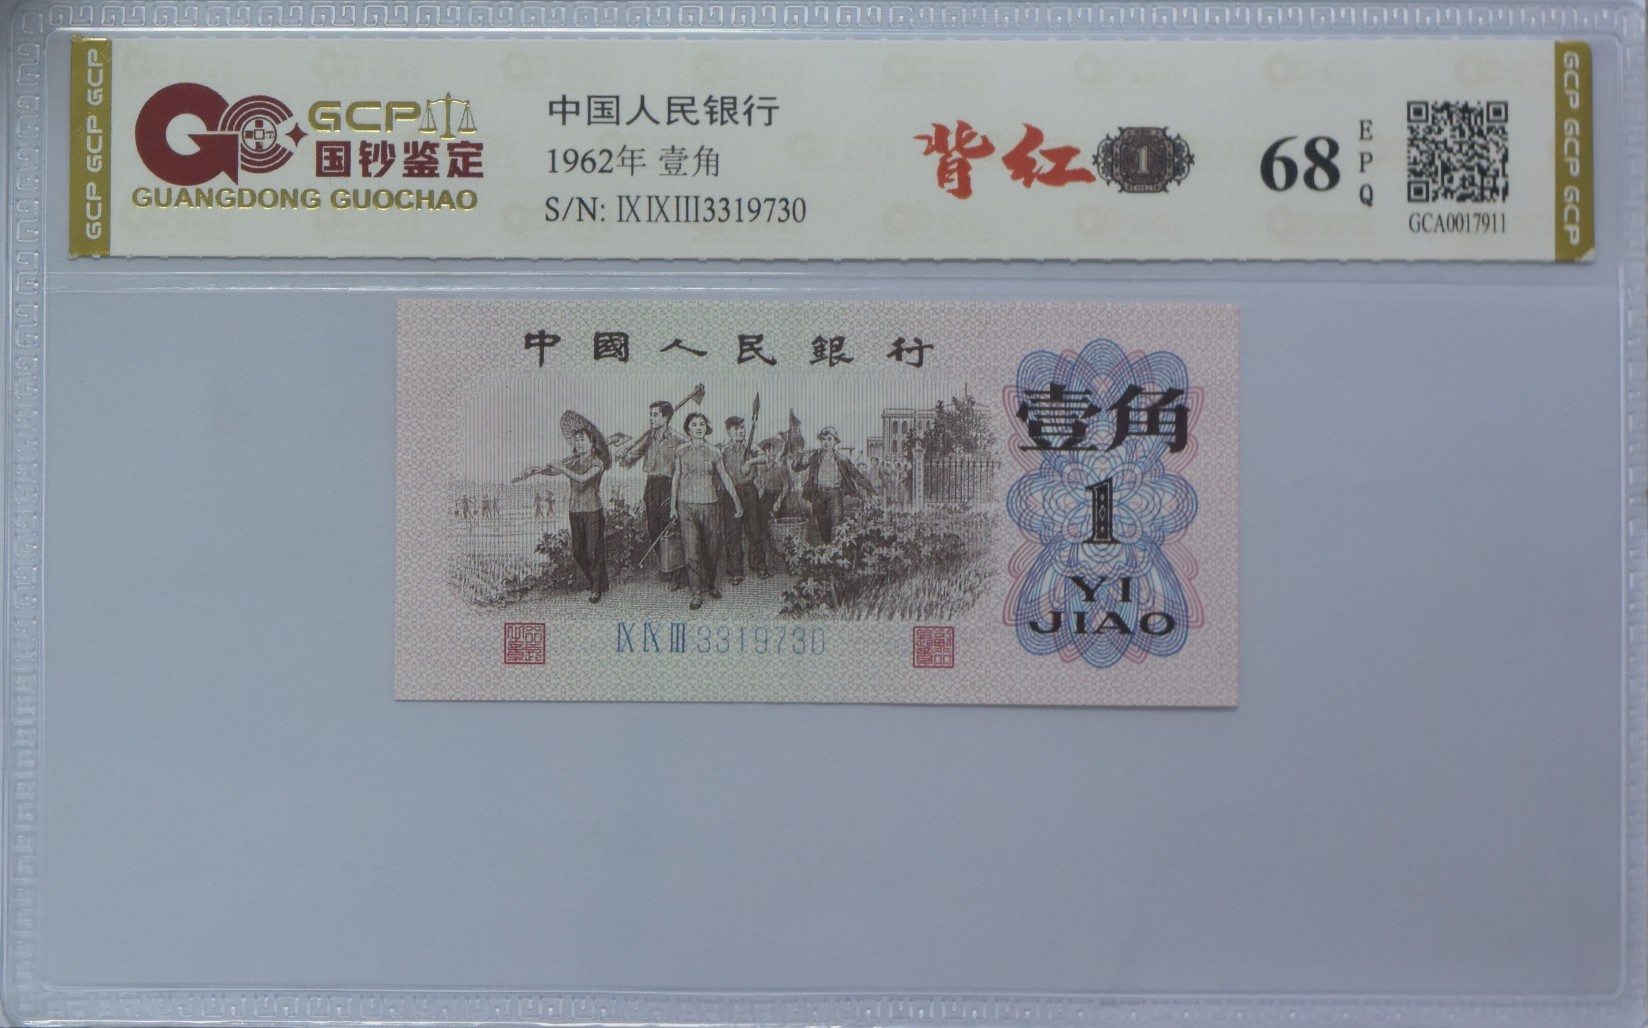 GCP GCP GCP
GCP
国钞鉴定
GUANGDONG GUOCHAO
中国人民银行
1962年 壹角
S/N: ⅨⅨⅢ3319730
背红
1
68
EPQ
GCA0017911
GCP GCP GCP
中國人民銀行
壹角
1
YI
JIAO
ⅨⅨⅢ3319730